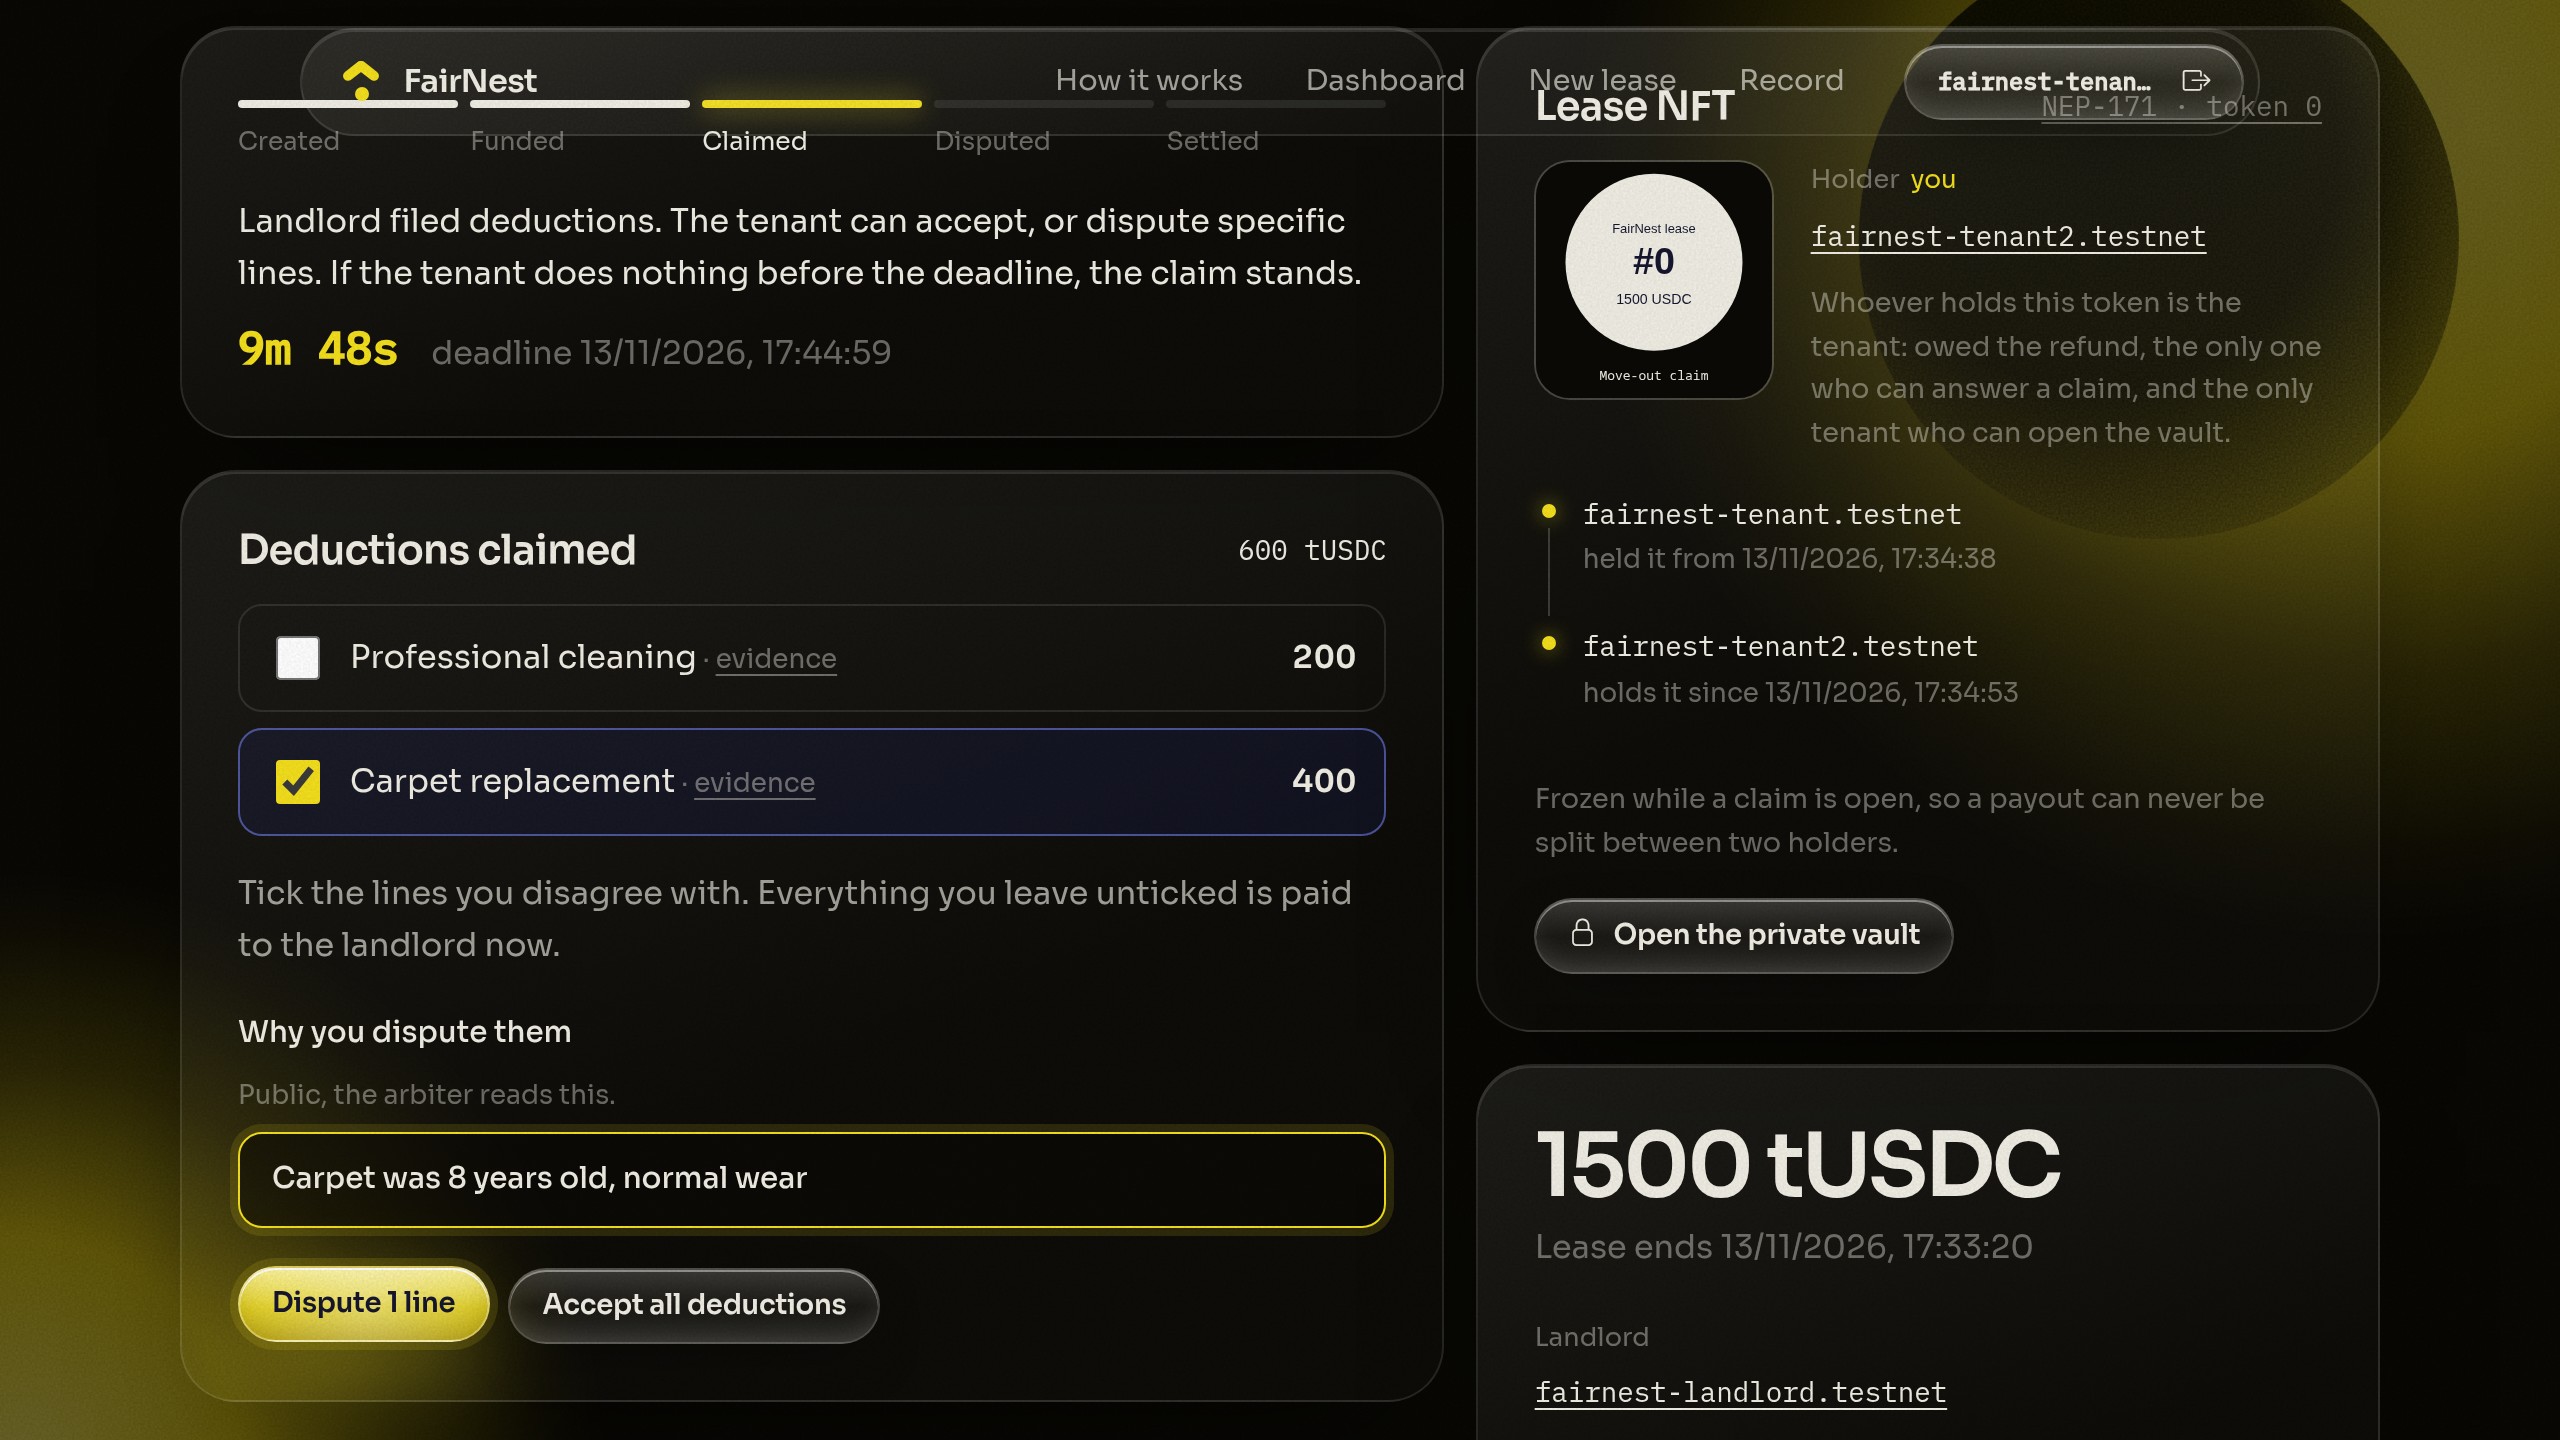 FairNest
How it works
Dashboard
New lease
Record
fairnest-tenan…
Created
Funded
Claimed
Disputed
Settled
Landlord filed deductions. The tenant can accept, or dispute specific
lines. If the tenant does nothing before the deadline, the claim stands.
9m 48s deadline 13/11/2026, 17:44:59
Deductions claimed
600 tUSDC
Professional cleaning · evidence
200
Carpet replacement · evidence
400
Tick the lines you disagree with. Everything you leave unticked is paid
to the landlord now.
Why you dispute them
Public, the arbiter reads this.
Carpet was 8 years old, normal wear
Dispute 1 line
Accept all deductions
Lease NFT
NEP-171 · token 0
FairNest lease
#0
1500 USDC
Move-out claim
Holder you
fairnest-tenant2.testnet
Whoever holds this token is the
tenant: owed the refund, the only one
who can answer a claim, and the only
tenant who can open the vault.
fairnest-tenant.testnet
held it from 13/11/2026, 17:34:38
fairnest-tenant2.testnet
holds it since 13/11/2026, 17:34:53
Frozen while a claim is open, so a payout can never be
split between two holders.
Open the private vault
1500 tUSDC
Lease ends 13/11/2026, 17:33:20
Landlord
fairnest-landlord.testnet